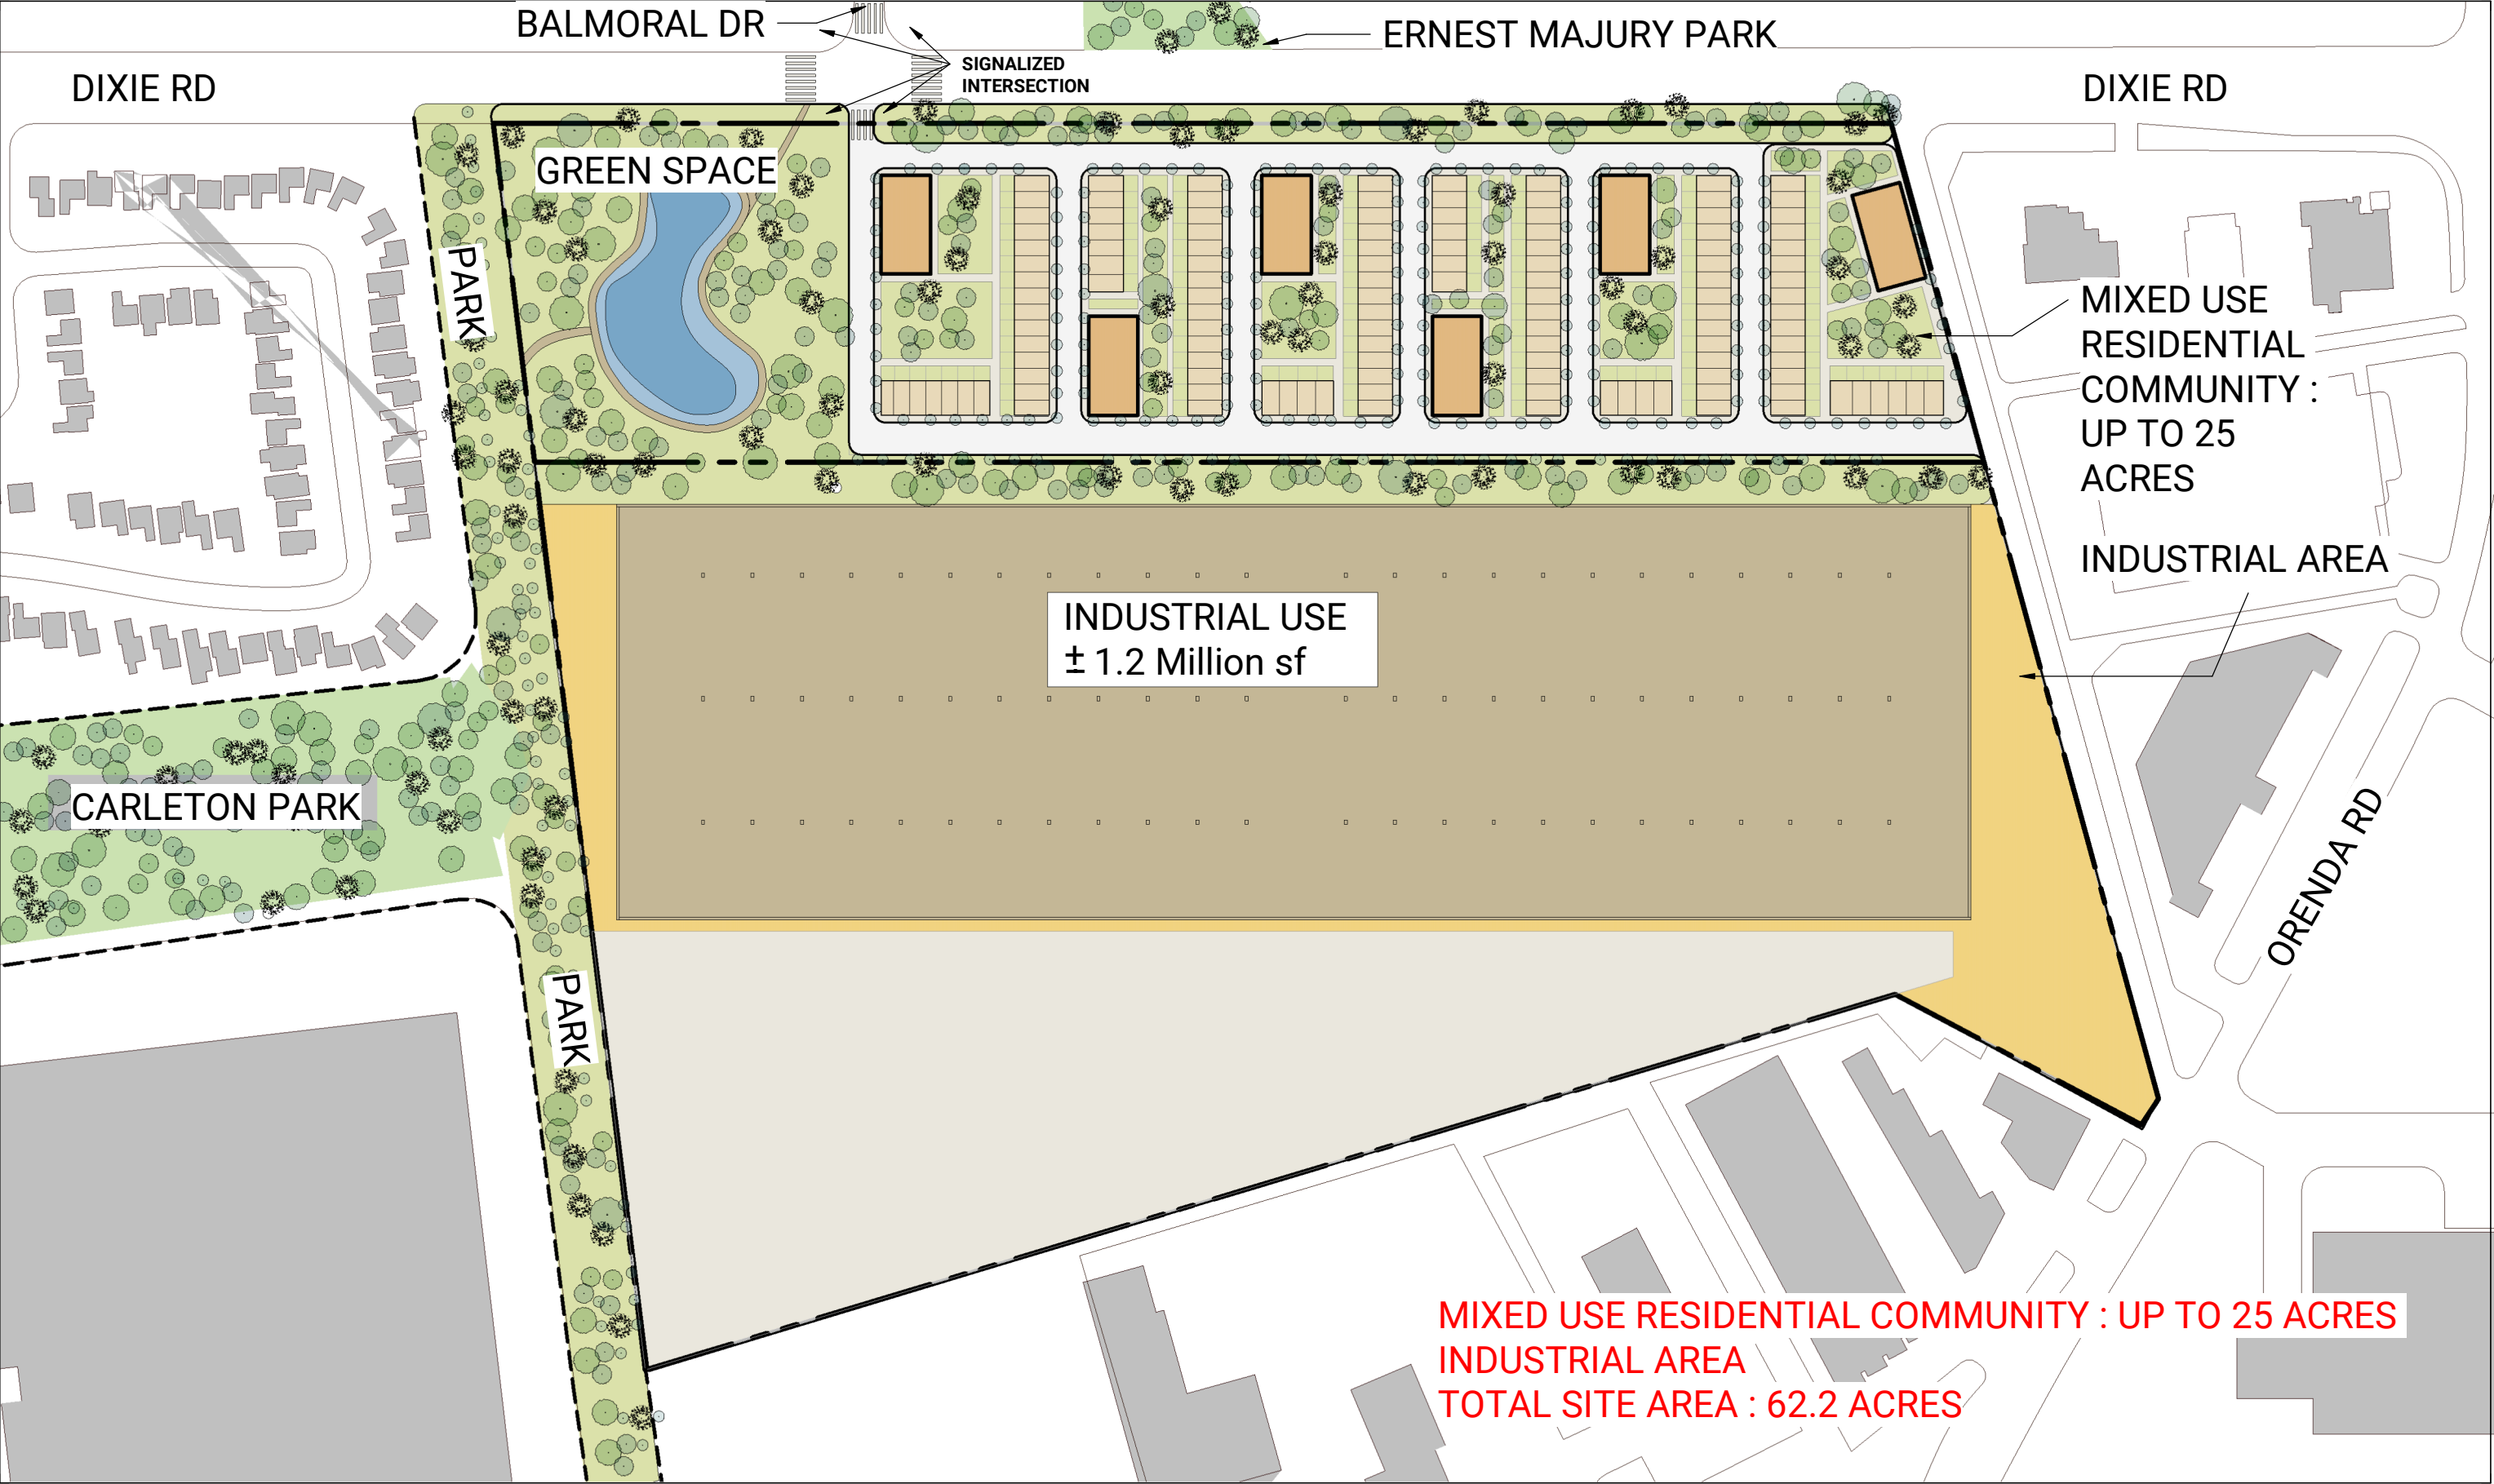 BALMORAL DR
ERNEST MAJURY PARK
SIGNALIZED
INTERSECTION
DIXIE RD
DIXIE RD
GREEN SPACE
PARK
MIXED USE
RESIDENTIAL
COMMUNITY :
UP TO 25
ACRES
INDUSTRIAL AREA
INDUSTRIAL USE
± 1.2 Million sf
CARLETON PARK
ORENDA RD
PARK
MIXED USE RESIDENTIAL COMMUNITY : UP TO 25 ACRES
INDUSTRIAL AREA
TOTAL SITE AREA : 62.2 ACRES